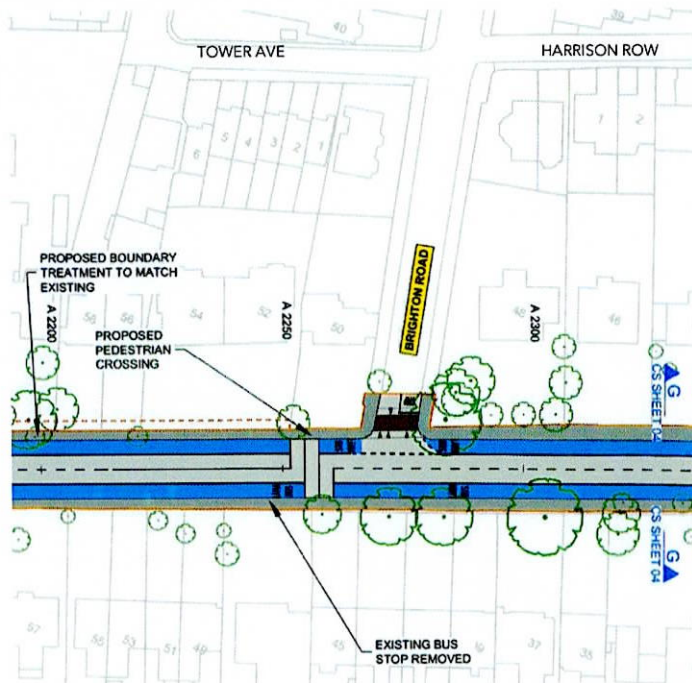 40
39
TOWER AVE
HARRISON ROW
6
5
4
3
2
1
1
2
PROPOSED BOUNDARY
TREATMENT TO MATCH
EXISTING
A 2200
58
56
54
52
A 2250
50
BRIGHTON ROAD
48
A 2300
46
PROPOSED
PEDESTRIAN
CROSSING
G
CS SHEET 04
G
CS SHEET 04
57
55
53
51
49
45
37
35
EXISTING BUS
STOP REMOVED